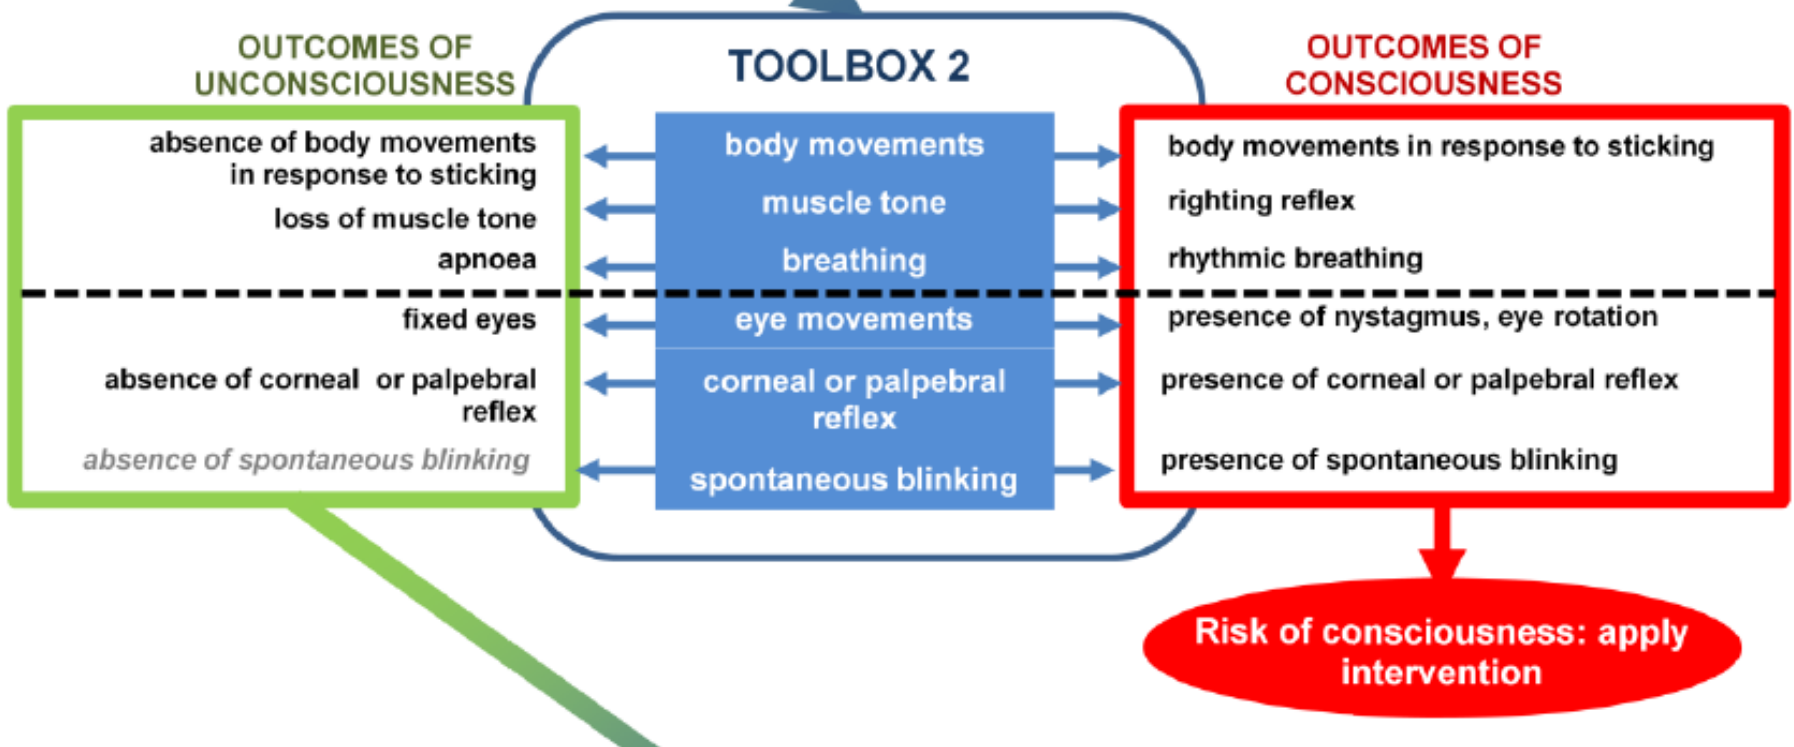 OUTCOMES OF
UNCONSCIOUSNESS
TOOLBOX 2
OUTCOMES OF
CONSCIOUSNESS
absence of body movements
in response to sticking
body movements
body movements in response to sticking
loss of muscle tone
muscle tone
righting reflex
apnoea
breathing
rhythmic breathing
fixed eyes
eye movements
presence of nystagmus, eye rotation
absence of corneal or palpebral
reflex
corneal or palpebral
reflex
presence of corneal or palpebral reflex
absence of spontaneous blinking
spontaneous blinking
presence of spontaneous blinking
Risk of consciousness: apply
intervention